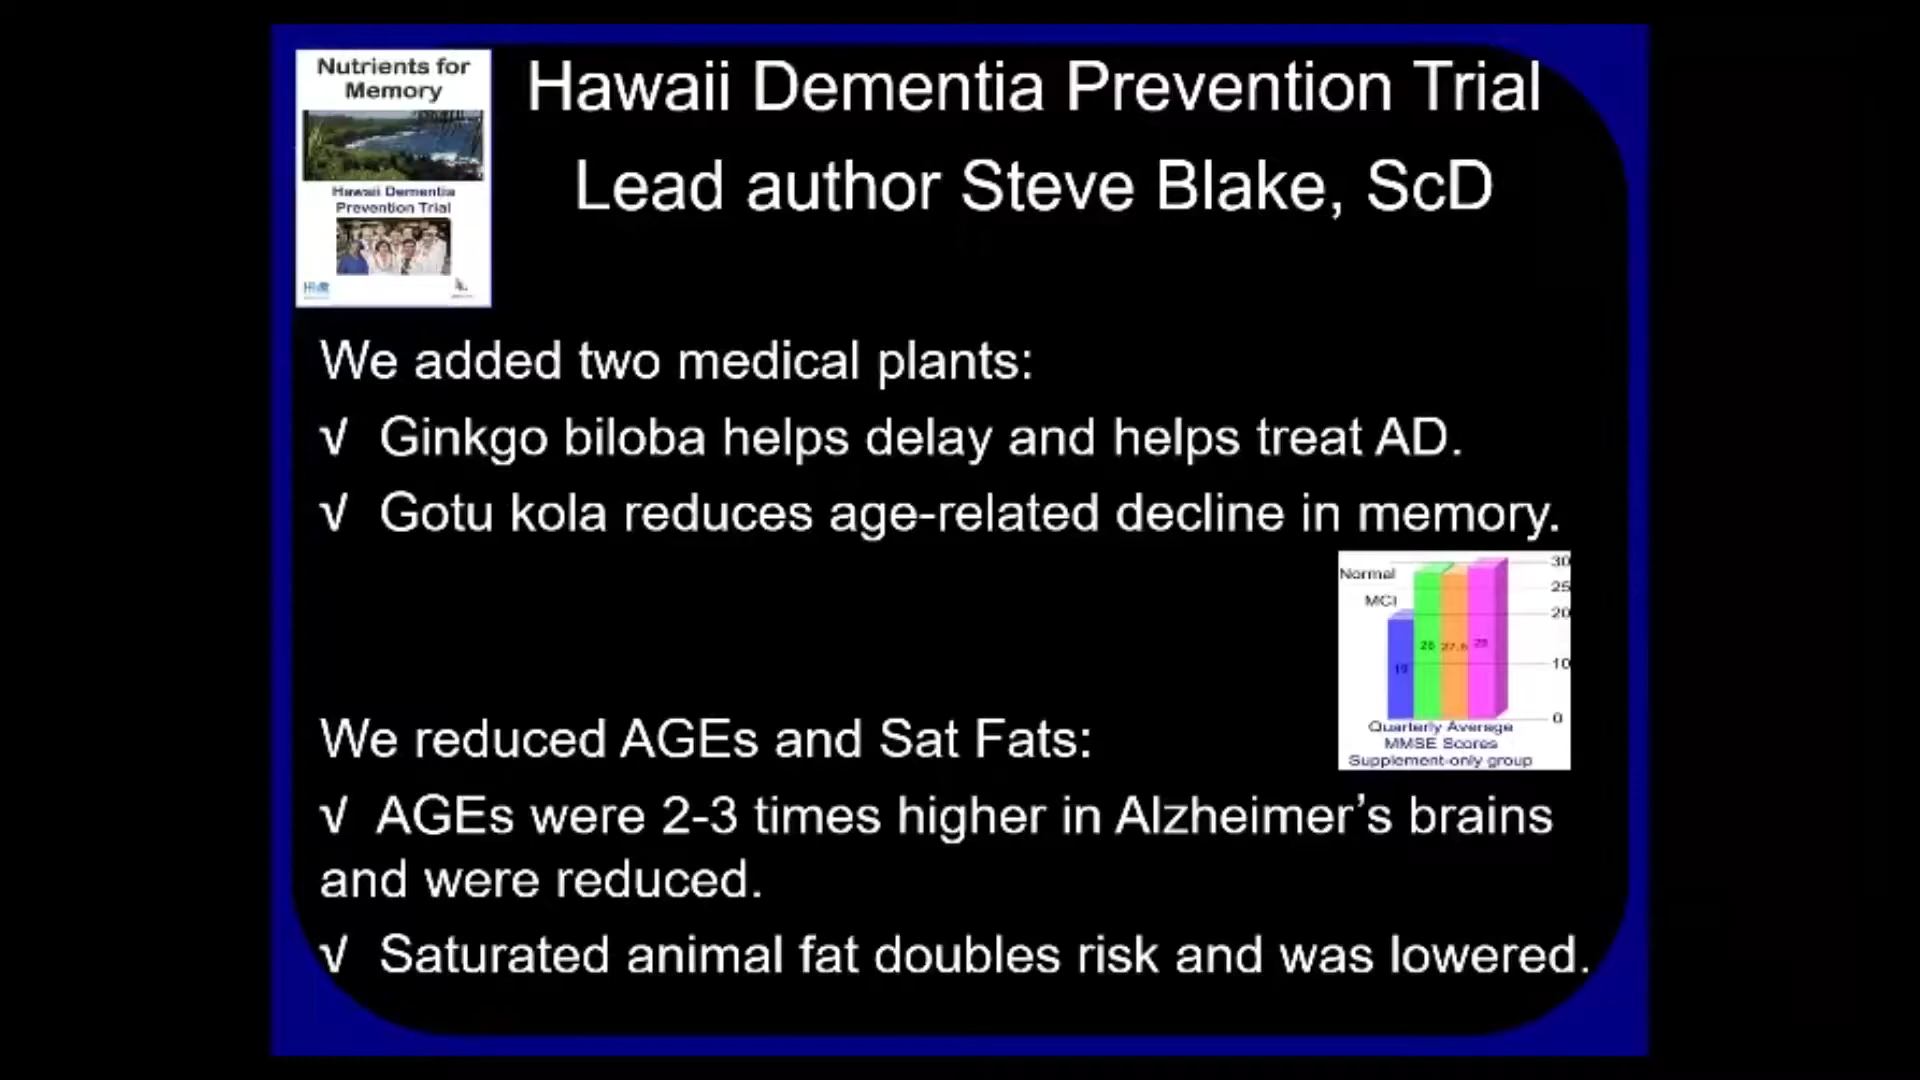 Nutrients for
Memory
Hawaii Dementia
Prevention Trial
Hawaii Dementia Prevention Trial
Lead author Steve Blake, ScD
We added two medical plants:
√ Ginkgo biloba helps delay and helps treat AD.
√ Gotu kola reduces age-related decline in memory.
Normal
MCI
30
25
20
10
0
19
28
27.5
Quarterly Average
MMSE Scores
Supplement-only group
We reduced AGEs and Sat Fats:
√ AGEs were 2-3 times higher in Alzheimer’s brains
and were reduced.
√ Saturated animal fat doubles risk and was lowered.